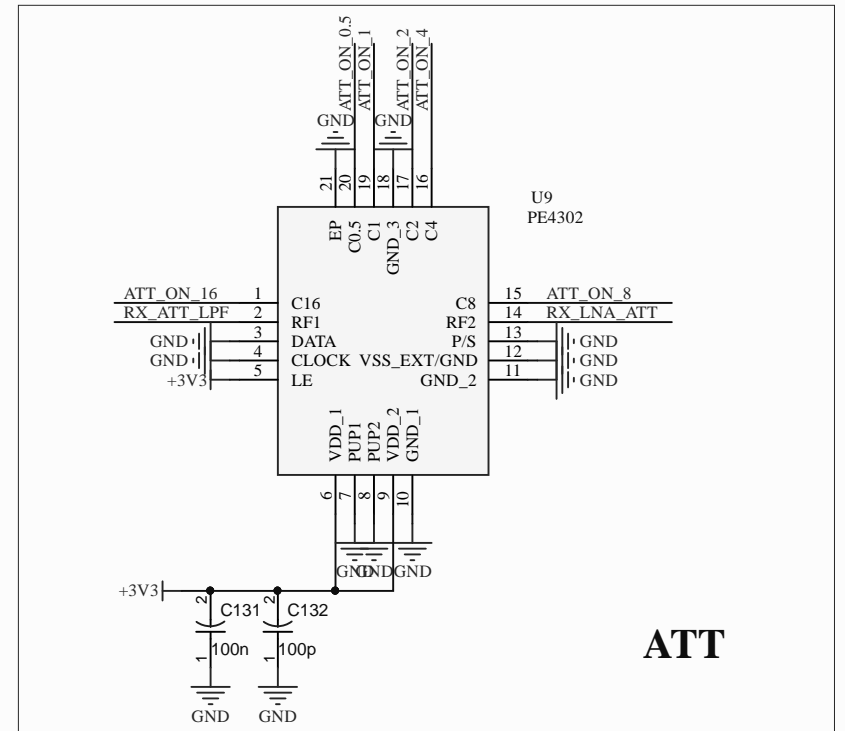 ATT_ON_0.5
ATT_ON_1
ATT_ON_2
ATT_ON_4
GND GND
21 20 19 18 17 16
U9
PE4302
EP C0.5 C1 GND_3 C2 C4
ATT_ON_16 1 C16 C8 15 ATT_ON_8
RX_ATT_LPF 2 RF1 RF2 14 RX_LNA_ATT
GND 3 DATA P/S 13 GND
GND 4 CLOCK VSS_EXT/GND 12 GND
+3V3 5 LE GND_2 11 GND
VDD_1 PUP1 PUP2 VDD_2 GND_1
6 7 8 9 10
GND GND GND
+3V3
2 C131 2 C132
1 100n 1 100p
ATT
GND GND